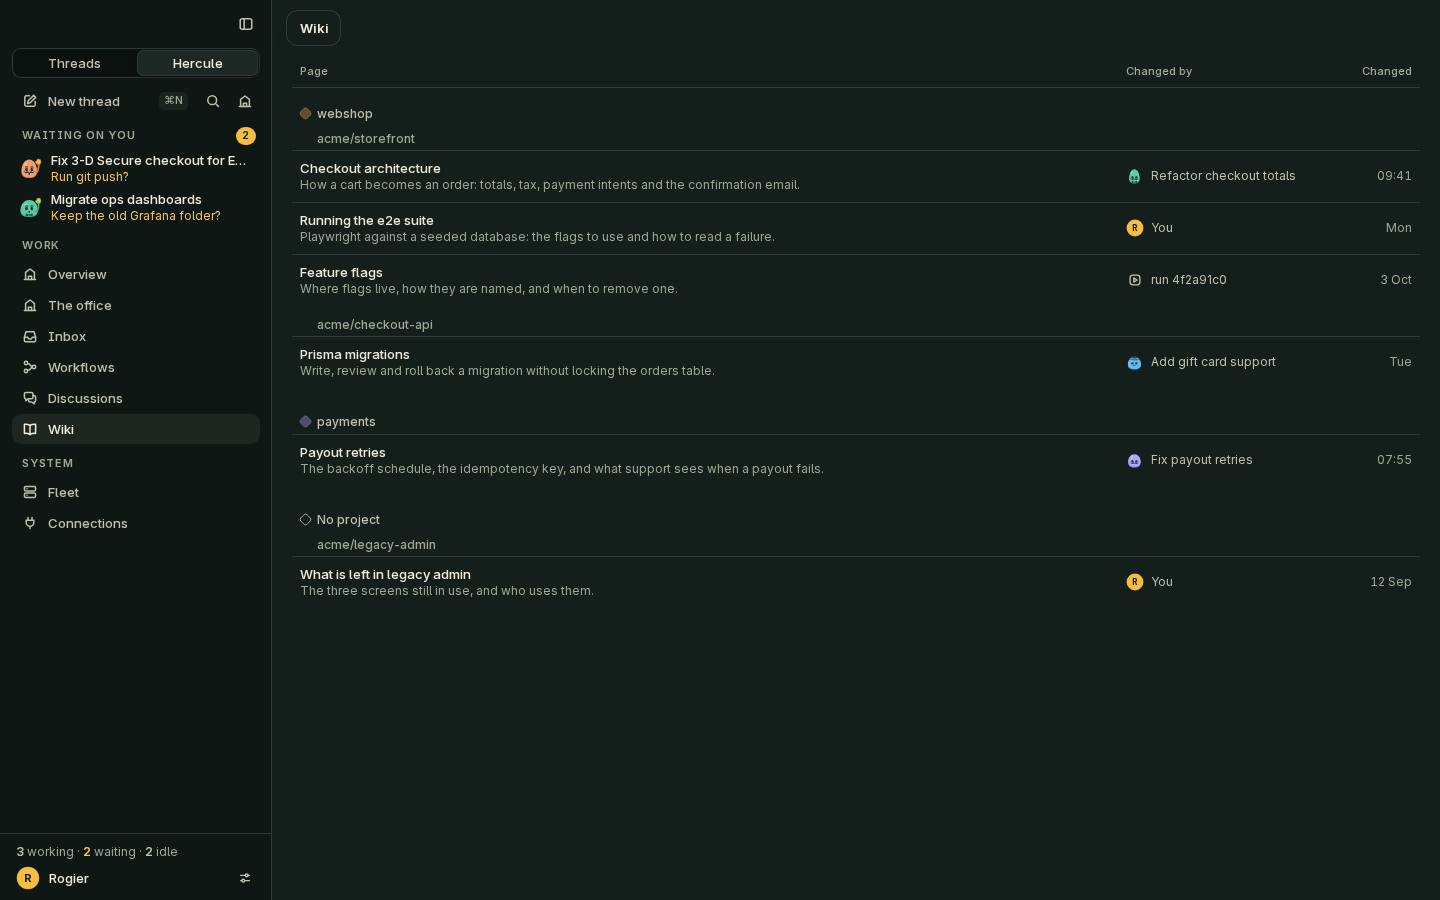 Threads
Hercule
New thread
⌘N
WAITING ON YOU
2
Fix 3-D Secure checkout for E…
Run git push?
Migrate ops dashboards
Keep the old Grafana folder?
WORK
Overview
The office
Inbox
Workflows
Discussions
Wiki
SYSTEM
Fleet
Connections
3 working · 2 waiting · 2 idle
R
Rogier
Wiki
Page
Changed by
Changed
webshop
acme/storefront
Checkout architecture
How a cart becomes an order: totals, tax, payment intents and the confirmation email.
Refactor checkout totals
09:41
Running the e2e suite
Playwright against a seeded database: the flags to use and how to read a failure.
R
You
Mon
Feature flags
Where flags live, how they are named, and when to remove one.
run 4f2a91c0
3 Oct
acme/checkout-api
Prisma migrations
Write, review and roll back a migration without locking the orders table.
Add gift card support
Tue
payments
Payout retries
The backoff schedule, the idempotency key, and what support sees when a payout fails.
Fix payout retries
07:55
No project
acme/legacy-admin
What is left in legacy admin
The three screens still in use, and who uses them.
R
You
12 Sep